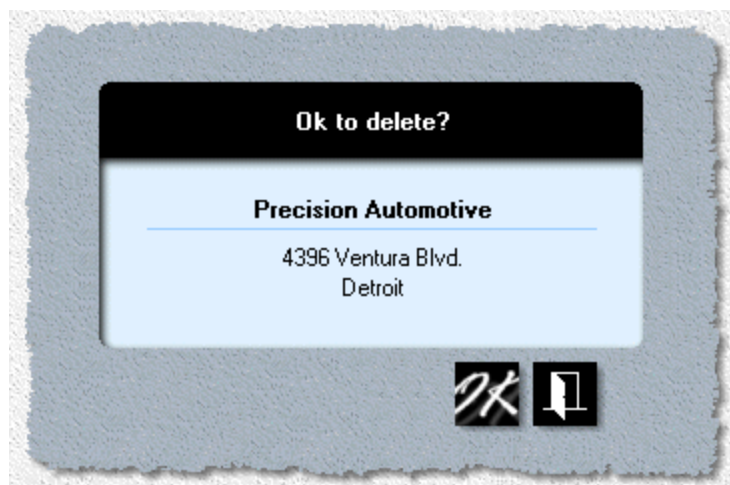 Ok to delete?
Precision Automotive
4396 Ventura Blvd.
Detroit
OK